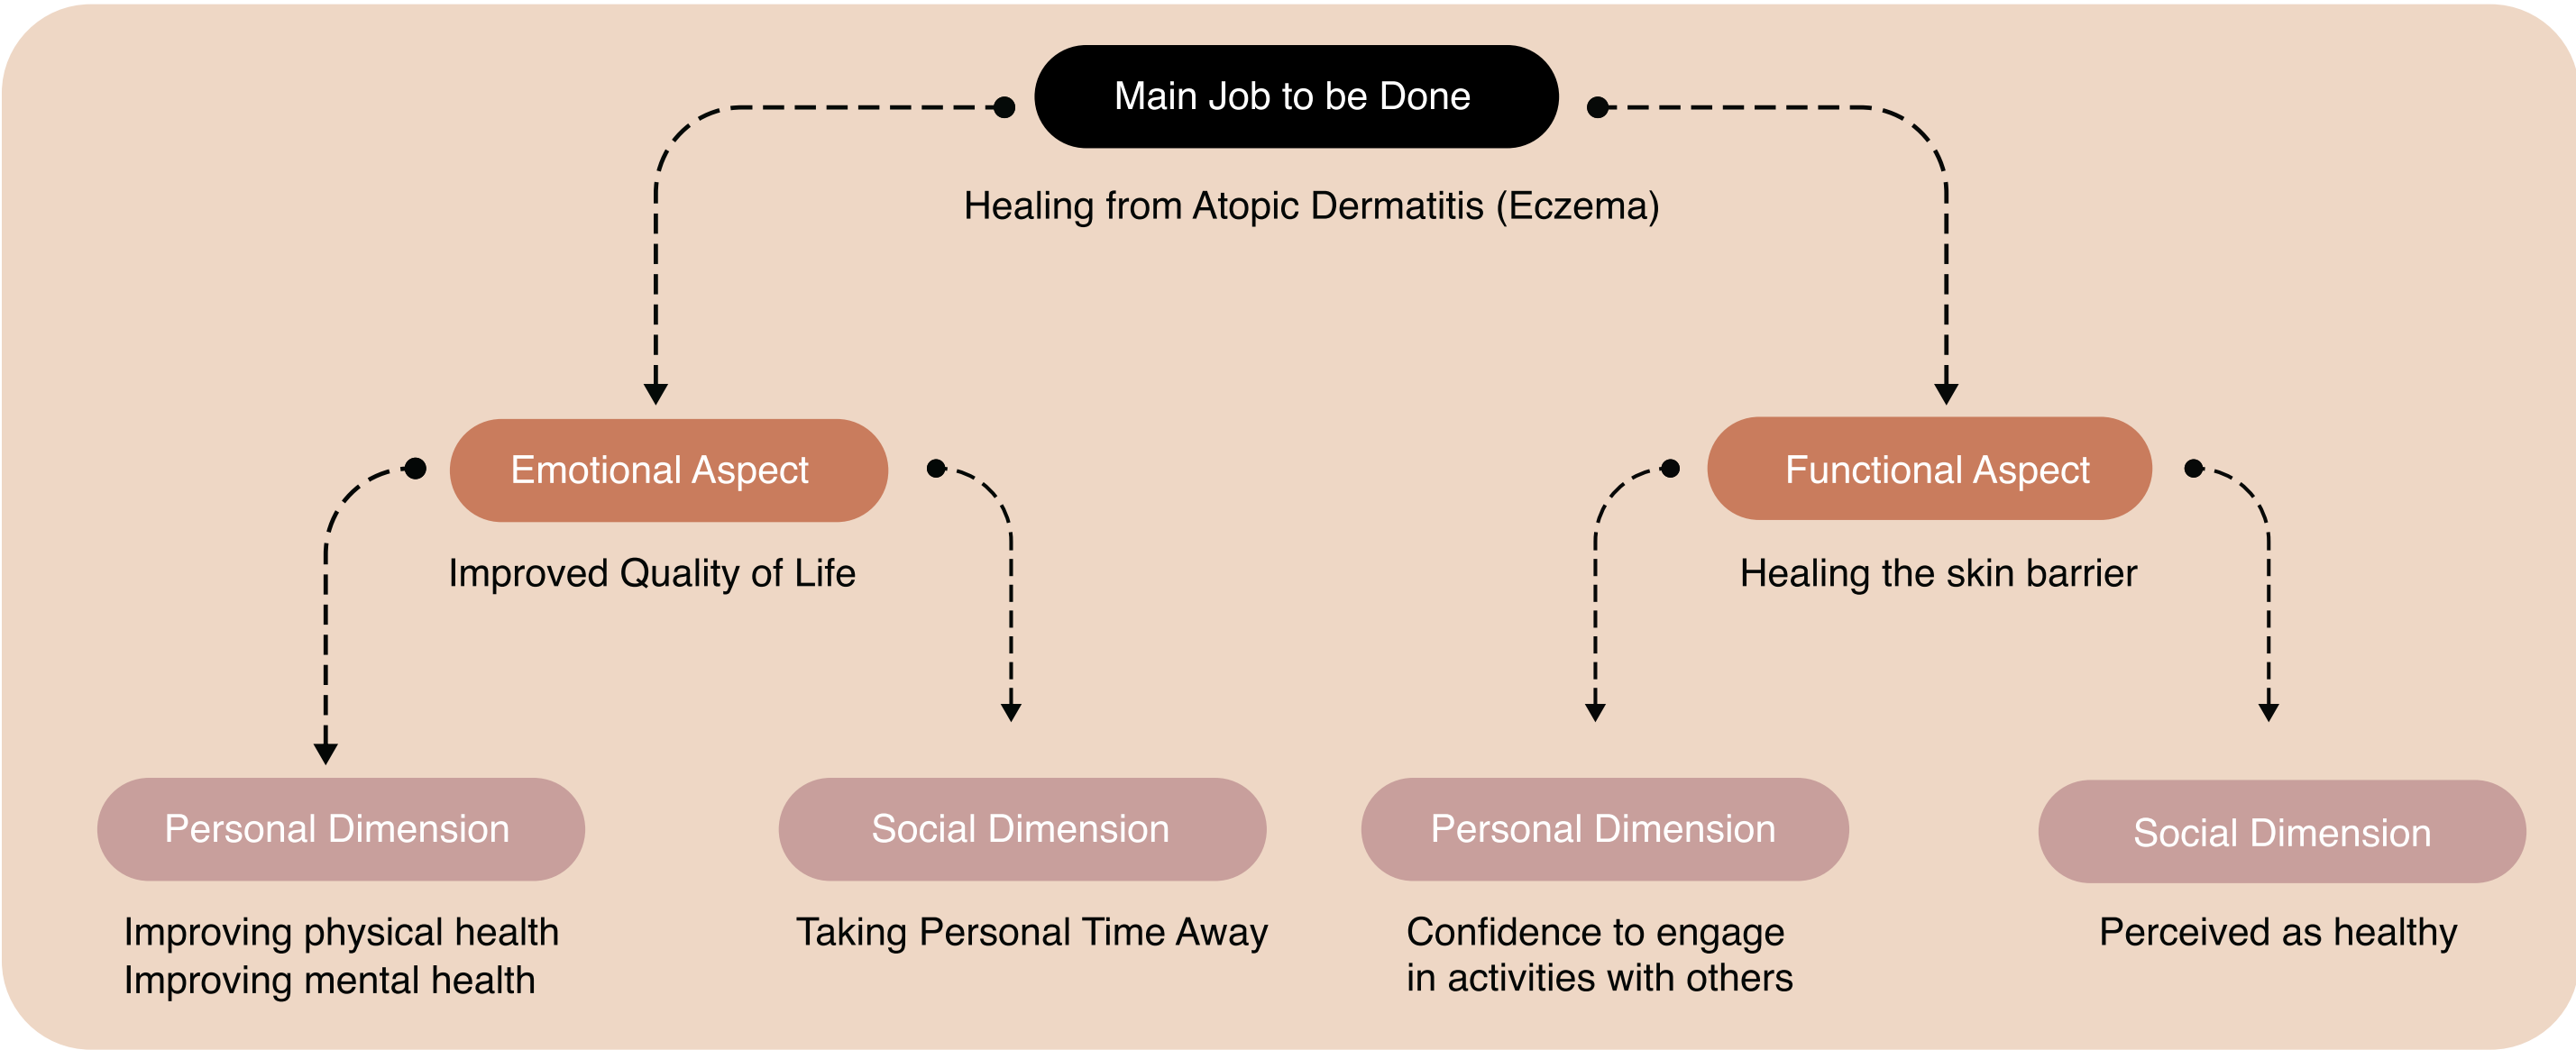 Main Job to be Done
Healing from Atopic Dermatitis (Eczema)
Emotional Aspect
Improved Quality of Life
Functional Aspect
Healing the skin barrier
Personal Dimension
Improving physical health
Improving mental health
Social Dimension
Taking Personal Time Away
Personal Dimension
Confidence to engage
in activities with others
Social Dimension
Perceived as healthy